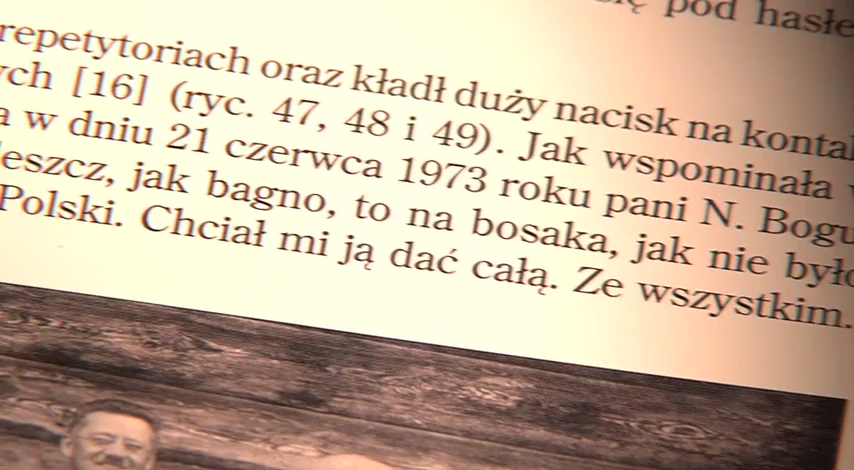 pod hasłe
repetytoriach oraz kładł duży nacisk na kontak
ych [16] (ryc. 47, 48 i 49). Jak wspominała
a w dniu 21 czerwca 1973 roku pani N. Bogu
eszcz, jak bagno, to na bosaka, jak nie było
Polski. Chciał mi ją dać całą. Ze wszystkim.